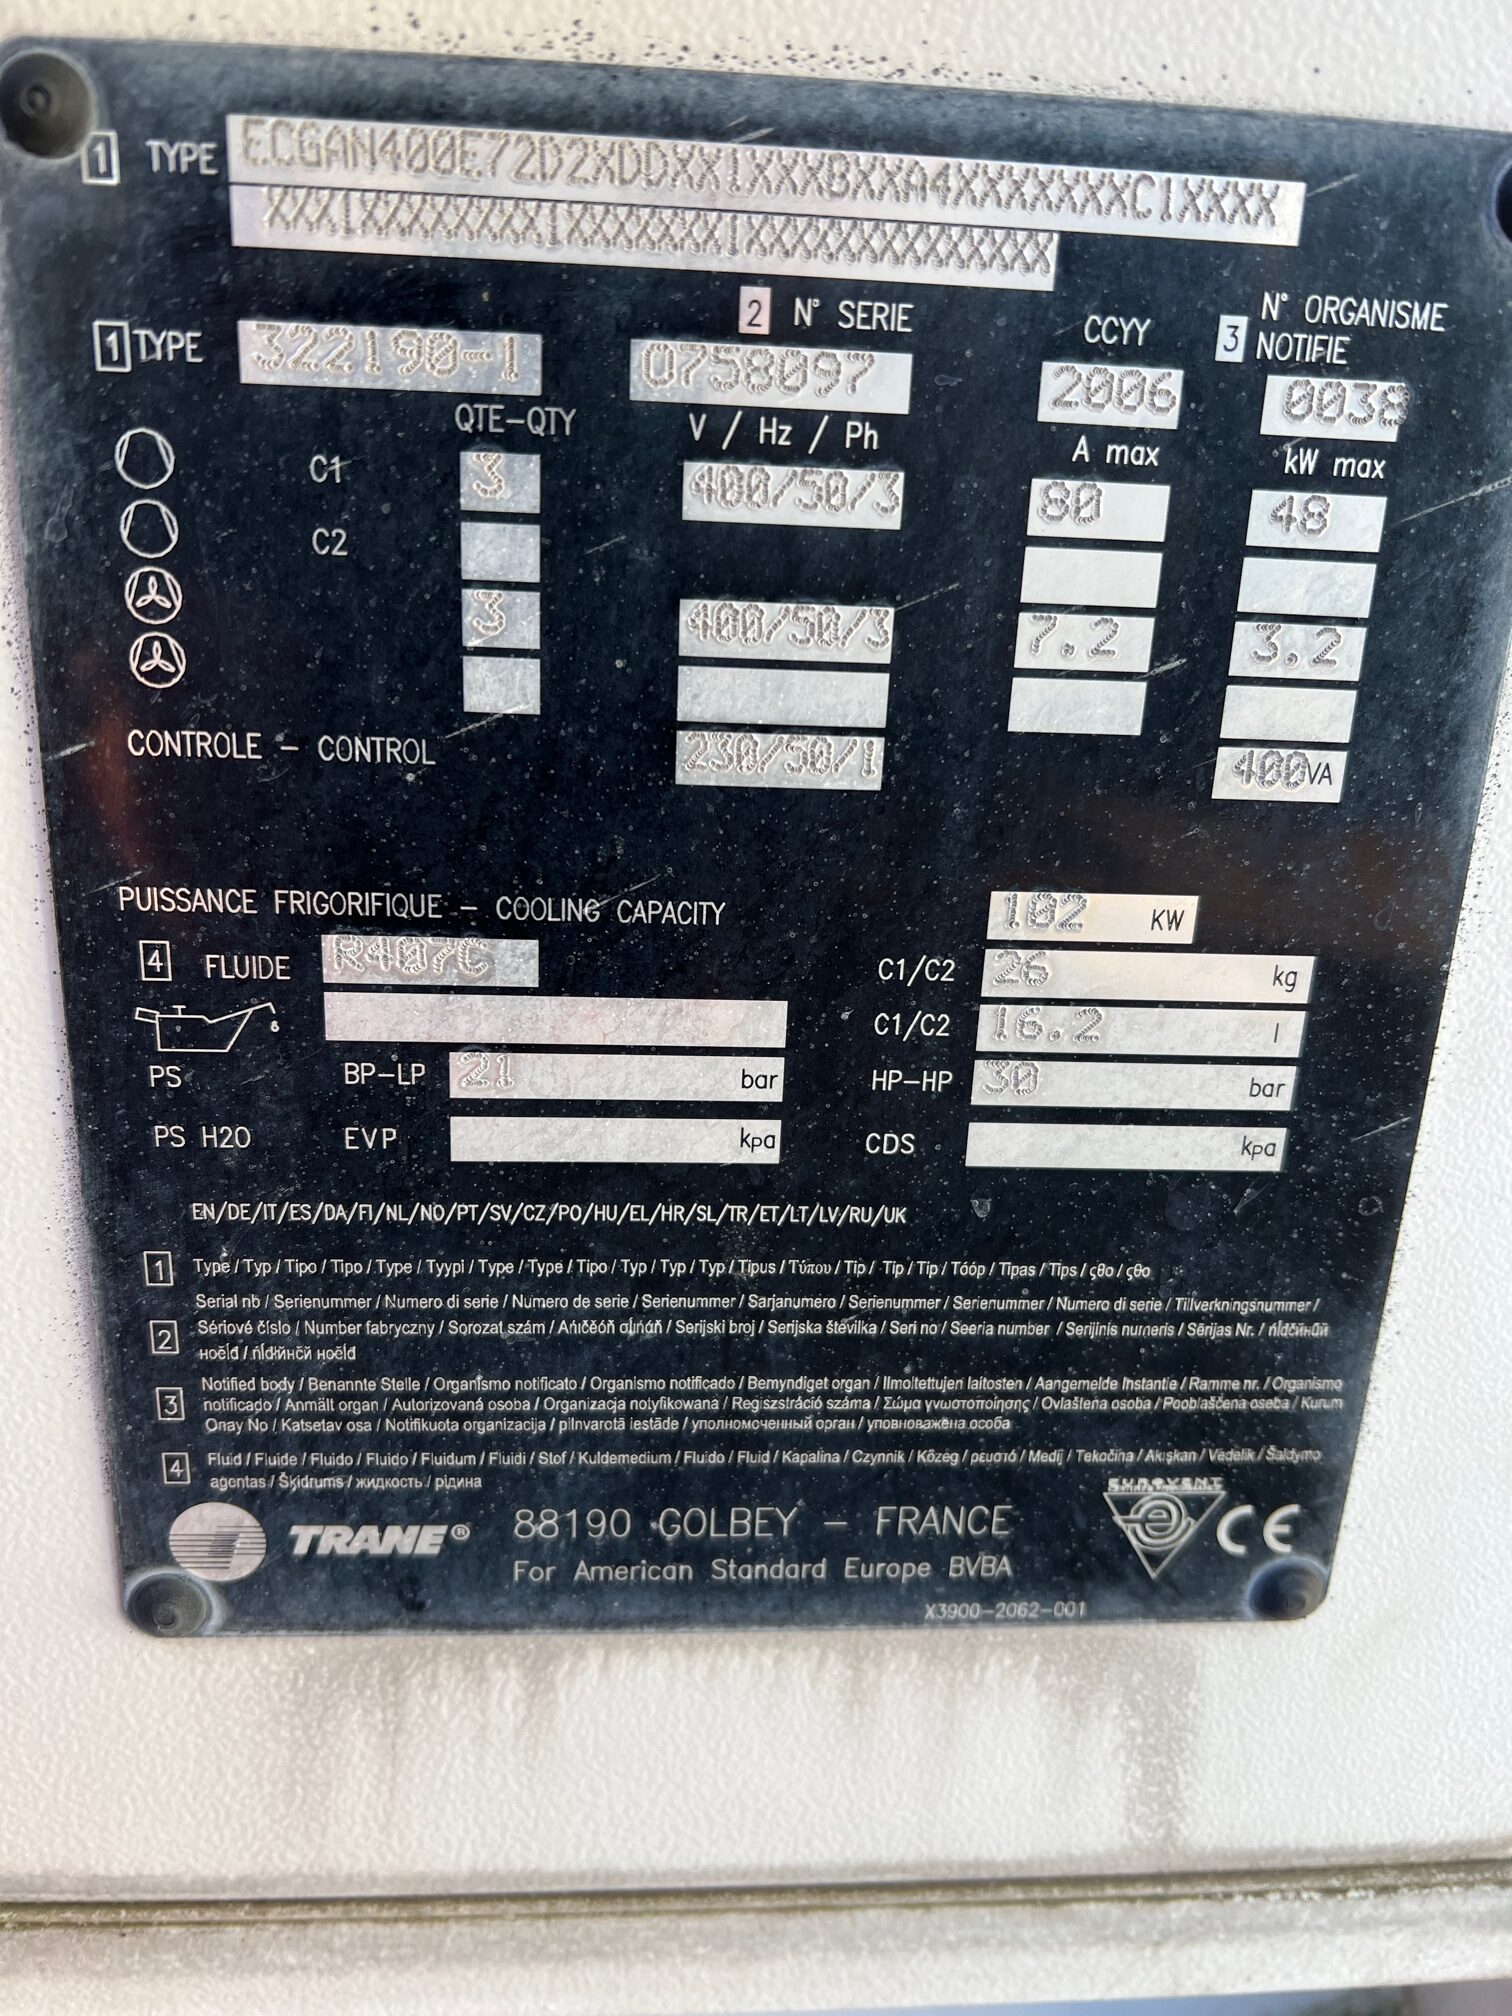 1 TYPE ECGAN400E72D2XDDXX1XXXBXXA4XXXXXXXC1XXXX
XXX1XXXXXXXX1XXXXXXX1XXXXXXXXXXXXXX
2 N° SERIE CCYY 3 N° ORGANISME NOTIFIE
1 TYPE 322190-1 0758097 2006 0038
QTE-QTY V / Hz / Ph A max kW max
C1 3 400/50/3 80 48
C2
3 400/50/3 7.2 3.2
CONTROLE - CONTROL 230/50/1 400VA
PUISSANCE FRIGORIFIQUE - COOLING CAPACITY 102 KW
4 FLUIDE R407C C1/C2 26 kg
C1/C2 16.2 l
PS BP-LP 21 bar HP-HP 30 bar
PS H2O EVP kpa CDS kpa
EN/DE/IT/ES/DA/FI/NL/NO/PT/SV/CZ/PO/HU/EL/HR/SL/TR/ET/LT/LV/RU/UK
1 Type / Typ / Tipo / Tipo / Type / Tyypi / Type / Type / Tipo / Typ / Typ / Typ / Tipus / Τύπου / Tip / Tip / Tip / Tóóp / Tipas / Tips / çθo / çθo
Serial nb / Serienummer / Numero di serie / Numero de serie / Serienummer / Sarjanumero / Serienummer / Serienummer / Numero di serie / Tillverkningsnummer /
2 Sériové číslo / Number fabryczny / Sorozat szám / Serijski broj / Serijska številka / Seri no / Seeria number / Serijinis numeris / Sērijas Nr. /
3 Notified body / Benannte Stelle / Organismo notificato / Organismo notificado / Bemyndiget organ / Ilmoitettujen laitosten / Aangemelde Instantie / Ramme nr. / Organismo
notificado / Anmält organ / Autorizovaná osoba / Organizacja notyfikowana / Regiszstráció száma / Σώμα γνωστοποίησης / Ovlaštena osoba / Pooblaščena oseba / Kurum
Onay No / Katsetav osa / Notifikuota organizacija / pilnvarotā iestāde / уполномоченный орган / уповноважена особа
4 Fluid / Fluide / Fluido / Fluido / Fluidum / Fluidi / Stof / Kuldemedium / Fluido / Fluid / Kapalina / Czynnik / Közeg / ρευστό / Medij / Tekočina / Akışkan / Vedelik / Šaldymo
agentas / Šķidrums / жидкость / рідина
TRANE® 88190 GOLBEY - FRANCE EUROVENT CE
For American Standard Europe BVBA
X3900-2062-001